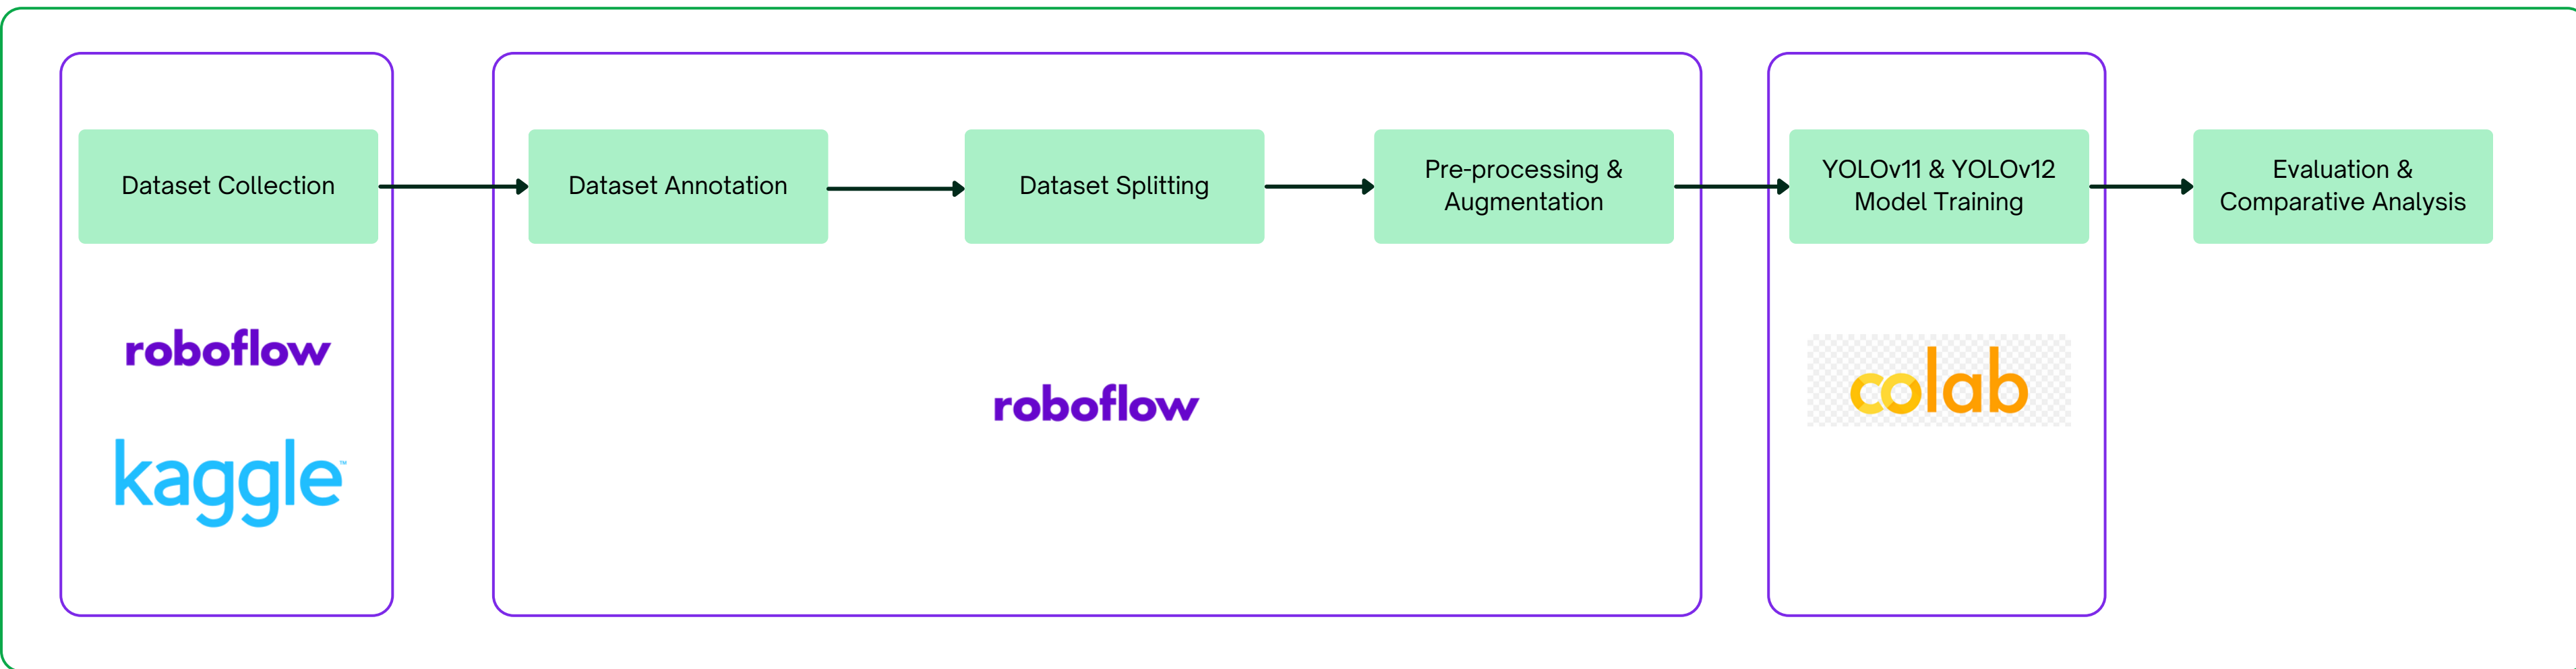 Dataset Collection
Dataset Annotation
Dataset Splitting
Pre-processing &
Augmentation
YOLOv11 & YOLOv12
Model Training
Evaluation &
Comparative Analysis
roboflow
kaggle™
roboflow
colab